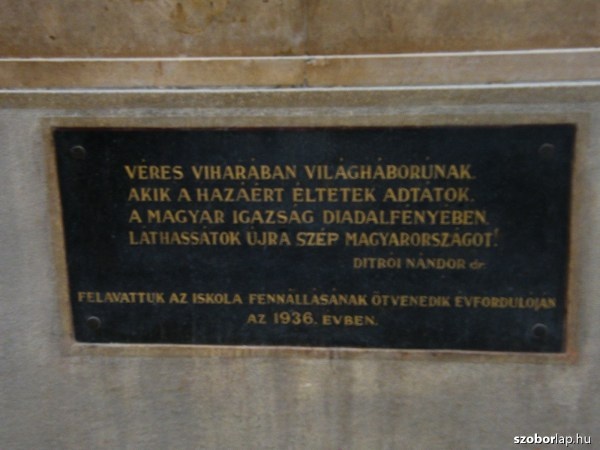 VÉRES VIHARÁBAN VILÁGHÁBORÚNAK.
AKIK A HAZÁÉRT ÉLTETEK ADTÁTOK.
A MAGYAR IGAZSÁG DIADALFÉNYÉBEN.
LÁTHASSÁTOK ÚJRA SZÉP MAGYARORSZÁGOT!
DITRÓI NÁNDOR dr.
FELAVATTUK AZ ISKOLA FENNÁLLÁSÁNAK ÖTVENEDIK ÉVFORDULÓJÁN
AZ 1936. ÉVBEN.
szoborlap.hu